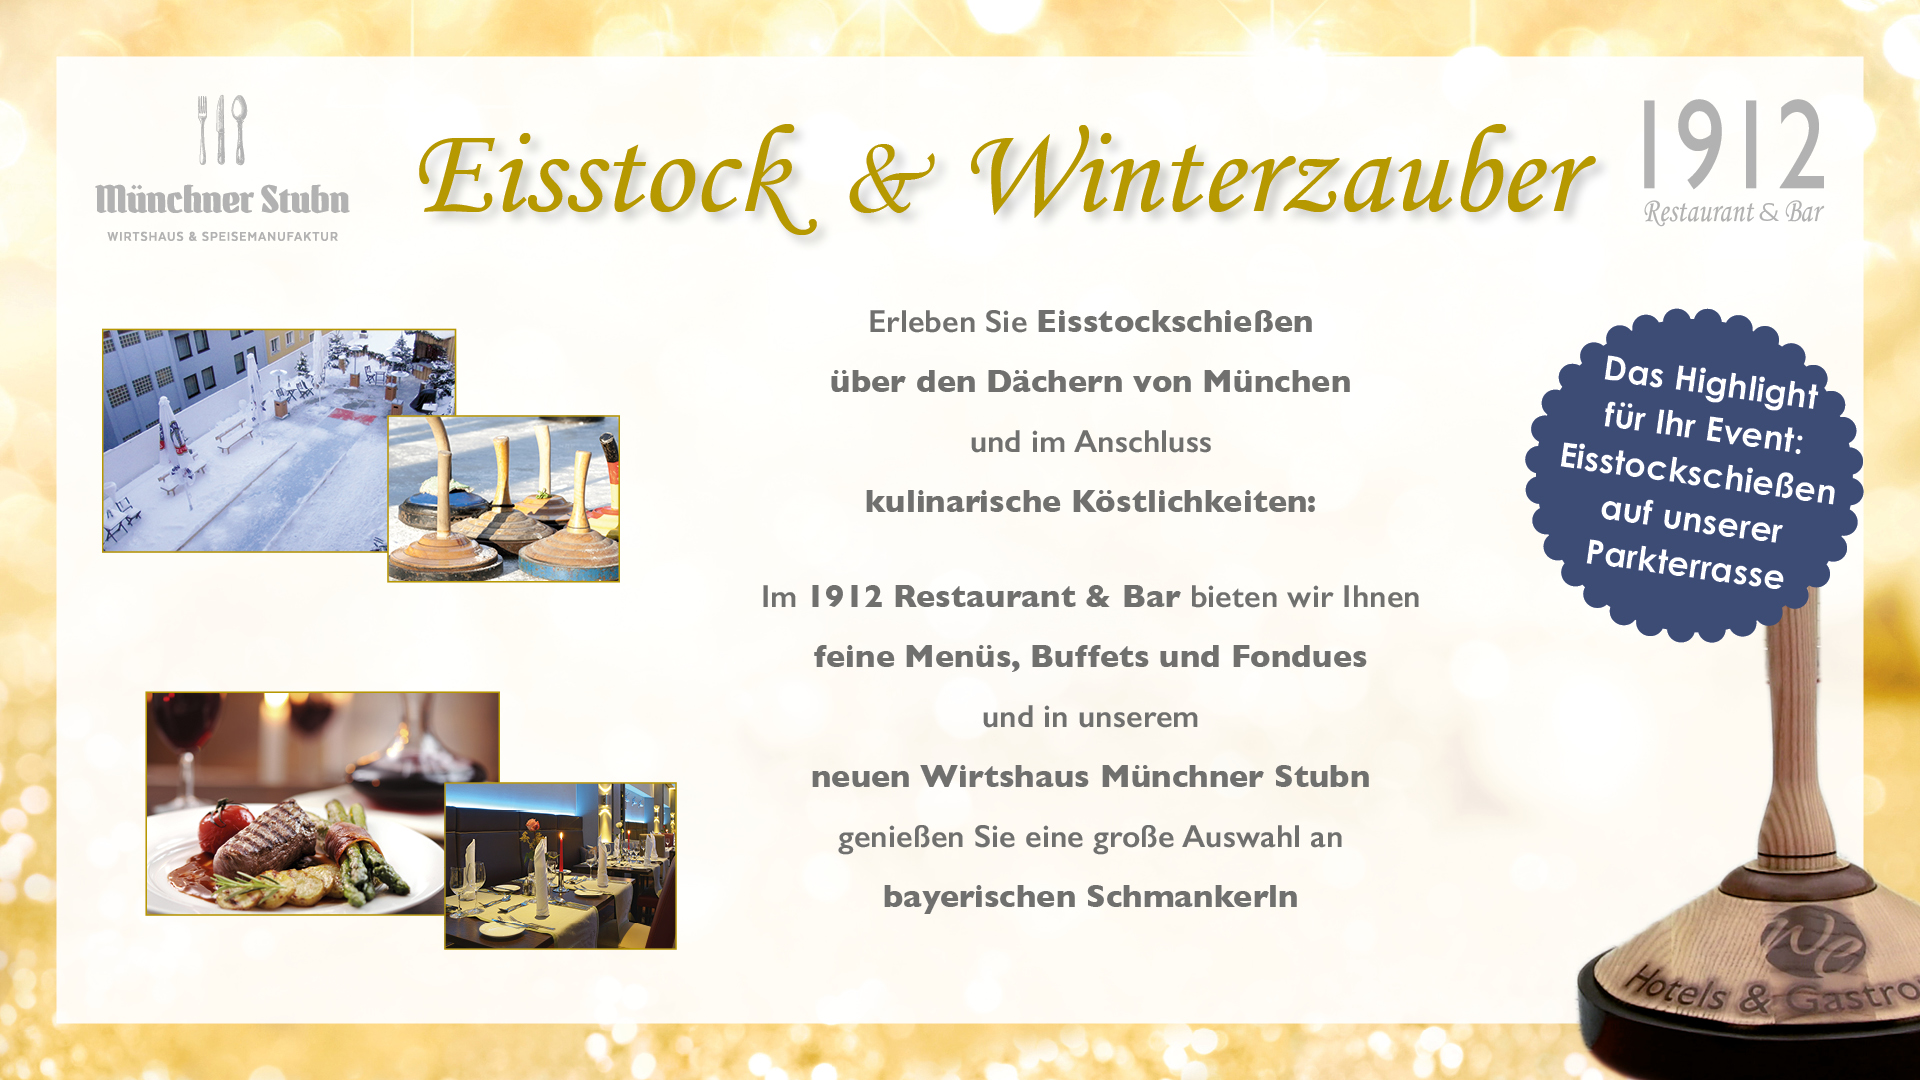 Münchner Stubn
WIRTSHAUS & SPEISEMANUFAKTUR
Eisstock & Winterzauber
1912
Restaurant & Bar
Erleben Sie Eisstockschießen
über den Dächern von München
und im Anschluss
kulinarische Köstlichkeiten:
Im 1912 Restaurant & Bar bieten wir Ihnen
feine Menüs, Buffets und Fondues
und in unserem
neuen Wirtshaus Münchner Stubn
genießen Sie eine große Auswahl an
bayerischen Schmankerln
Das Highlight
für Ihr Event:
Eisstockschießen
auf unserer
Parkterrasse
Hotels & Gastro